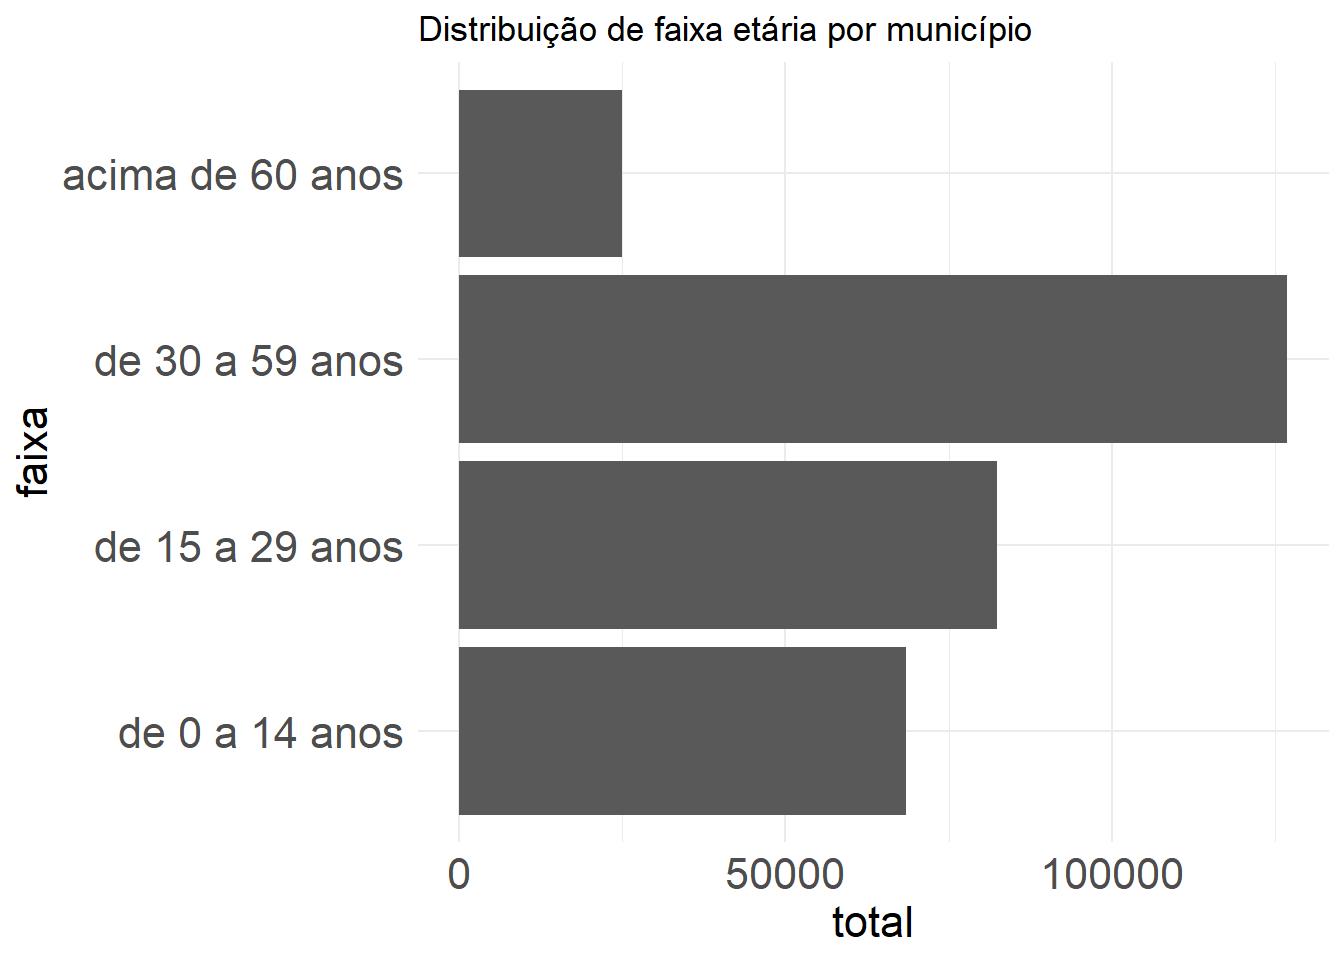 Distribuição de faixa etária por município
acima de 60 anos
de 30 a 59 anos
de 15 a 29 anos
de 0 a 14 anos
faixa
0
50000
100000
total